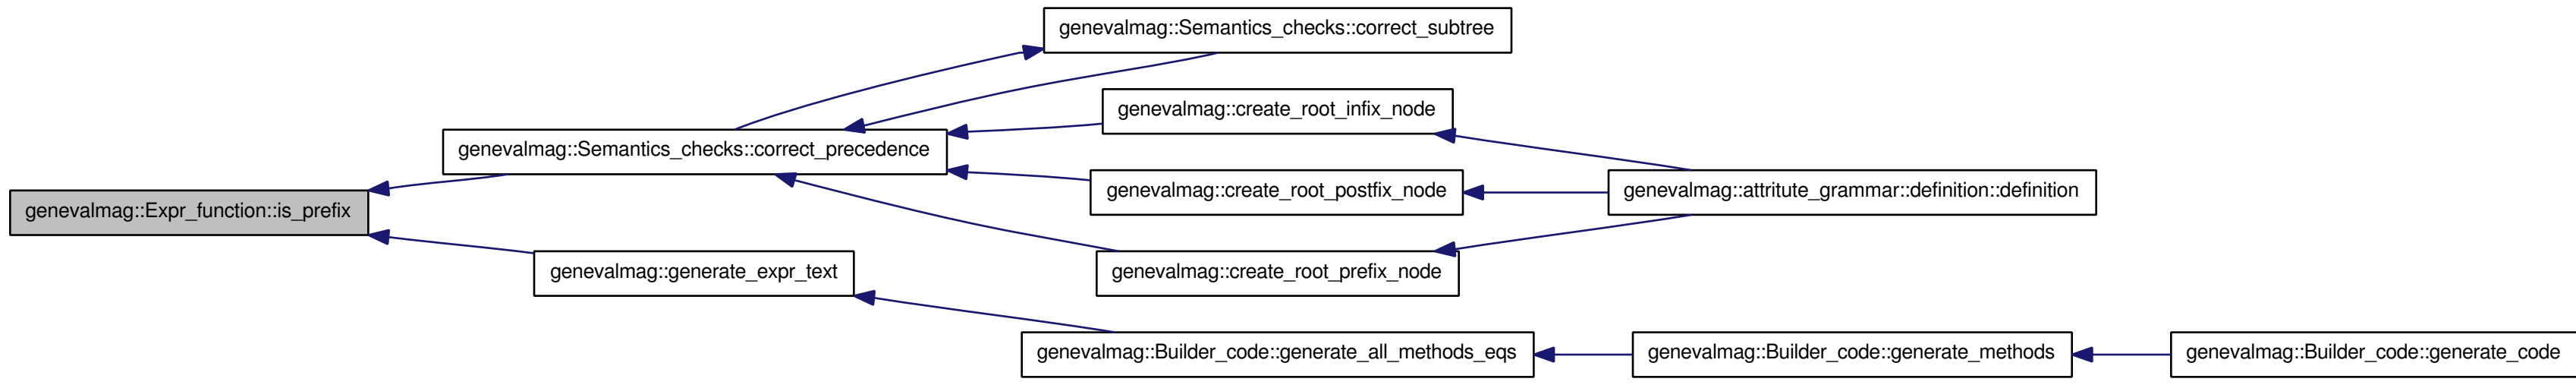 genevalmag::Semantics_checks::correct_subtree
genevalmag::create_root_infix_node
genevalmag::Semantics_checks::correct_precedence
genevalmag::create_root_postfix_node
genevalmag::attritute_grammar::definition::definition
genevalmag::Expr_function::is_prefix
genevalmag::generate_expr_text
genevalmag::create_root_prefix_node
genevalmag::Builder_code::generate_all_methods_eqs
genevalmag::Builder_code::generate_methods
genevalmag::Builder_code::generate_code